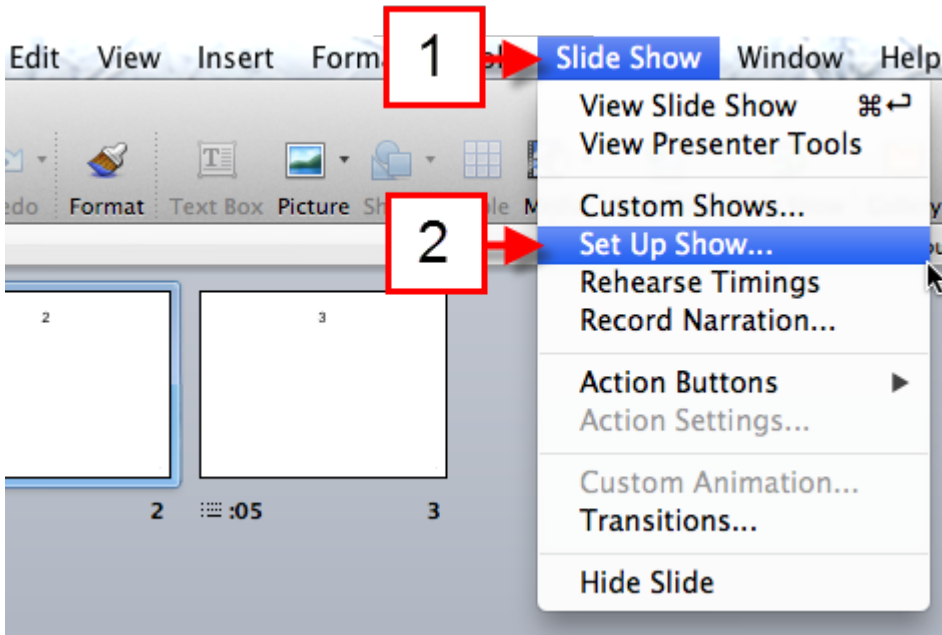 Edit View Insert Form 1 Slide Show Window Help
View Slide Show ⌘↩
View Presenter Tools
Format Text Box Picture
Custom Shows...
2 Set Up Show...
Rehearse Timings
Record Narration...
2 3
Action Buttons ▶
Action Settings...
Custom Animation...
2 :05 3
Transitions...
Hide Slide